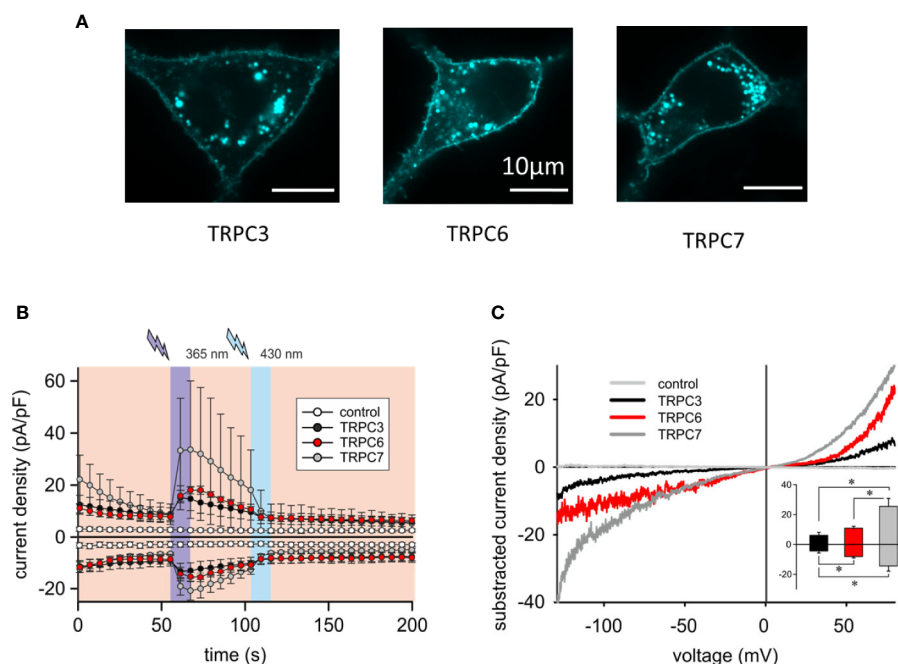 A
10µm
TRPC3
TRPC6
TRPC7
B
365 nm
430 nm
current density (pA/pF)
60
40
20
0
-20
control
TRPC3
TRPC6
TRPC7
0
50
100
150
200
time (s)
C
substracted current density (pA/pF)
20
0
-20
-40
control
TRPC3
TRPC6
TRPC7
40
20
0
-20
*
*
*
*
-100
-50
0
50
voltage (mV)